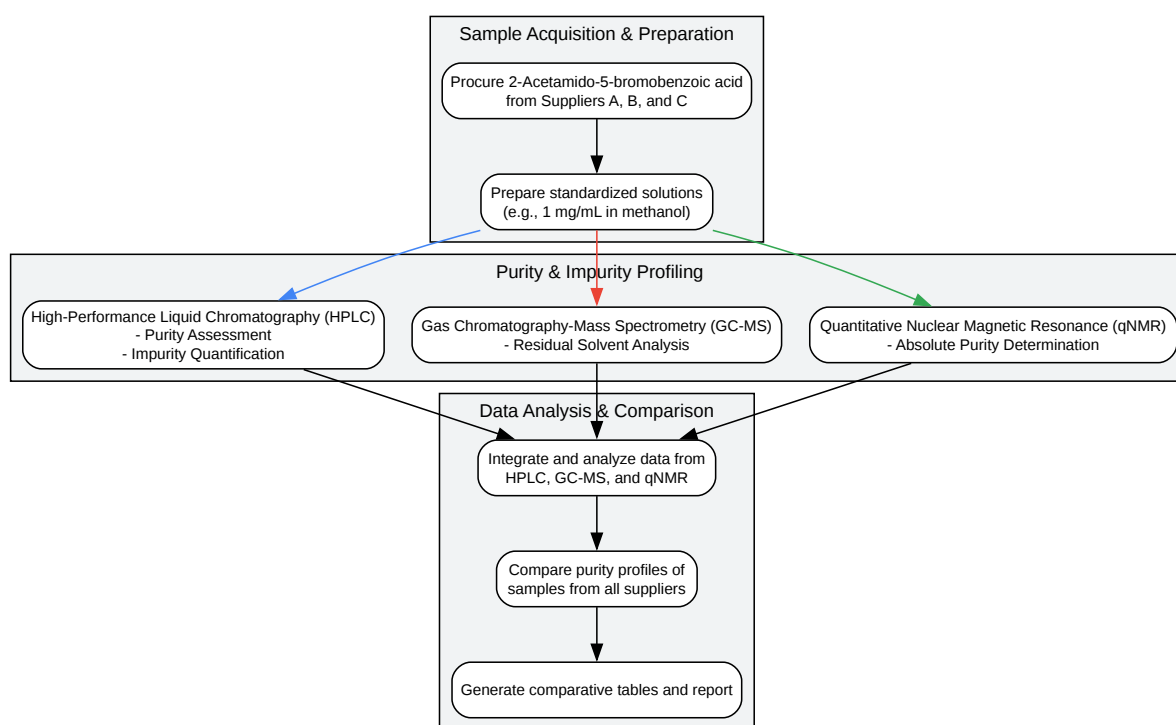 Sample Acquisition & Preparation
Procure 2-Acetamido-5-bromobenzoic acid
from Suppliers A, B, and C
Prepare standardized solutions
(e.g., 1 mg/mL in methanol)
Purity & Impurity Profiling
High-Performance Liquid Chromatography (HPLC)
- Purity Assessment
- Impurity Quantification
Gas Chromatography-Mass Spectrometry (GC-MS)
- Residual Solvent Analysis
Quantitative Nuclear Magnetic Resonance (qNMR)
- Absolute Purity Determination
Data Analysis & Comparison
Integrate and analyze data from
HPLC, GC-MS, and qNMR
Compare purity profiles of
samples from all suppliers
Generate comparative tables and report